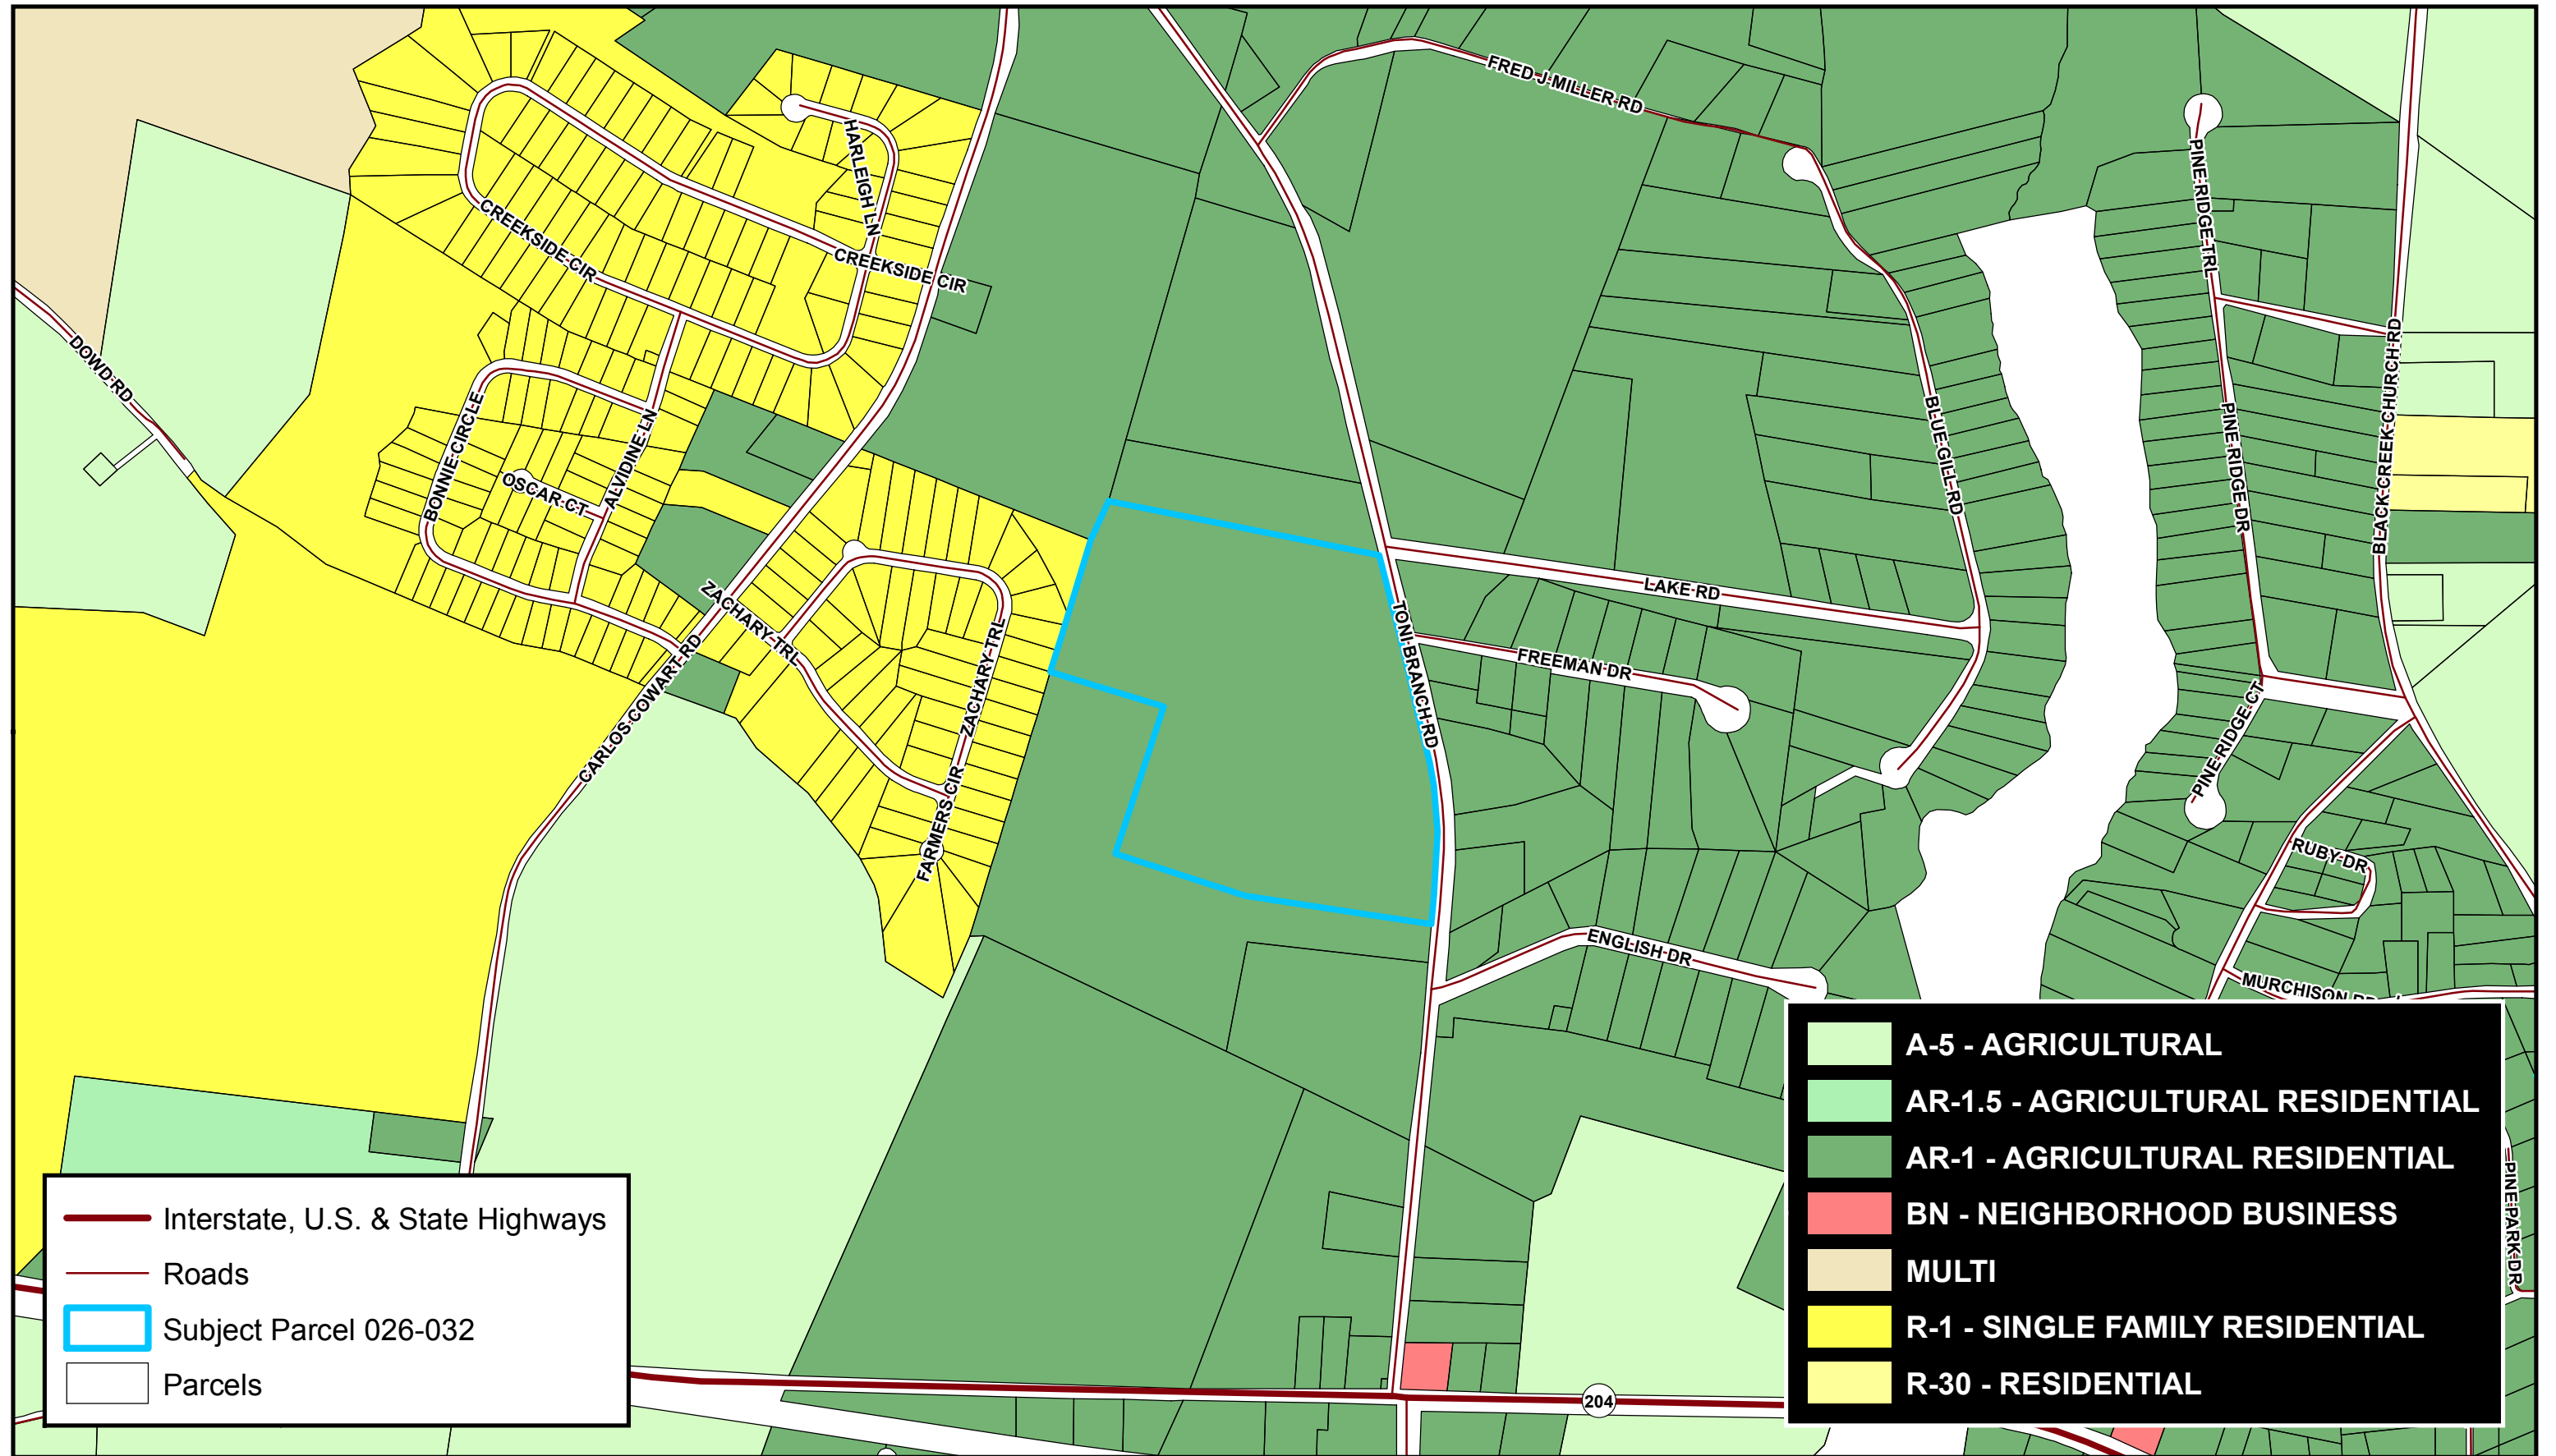 FRED J MILLER RD
HARLEIGH LN
PINE RIDGE TRL
CREEKSIDE CIR
CREEKSIDE CIR
DOWD RD
BLACK CREEK CHURCH RD
BONNIE CIRCLE
ALVIDINE LN
OSCAR CT
BLUE GILL RD
PINE RIDGE DR
ZACHARY TRL
LAKE RD
TONI BRANCH RD
FREEMAN DR
ZACHARY TRL
CARLOS COWART RD
PINE RIDGE CT
FARMERS CIR
RUBY DR
ENGLISH DR
MURCHISON RD
PINE PARK DR
204
Interstate, U.S. & State Highways
Roads
Subject Parcel 026-032
Parcels
A-5 - AGRICULTURAL
AR-1.5 - AGRICULTURAL RESIDENTIAL
AR-1 - AGRICULTURAL RESIDENTIAL
BN - NEIGHBORHOOD BUSINESS
MULTI
R-1 - SINGLE FAMILY RESIDENTIAL
R-30 - RESIDENTIAL